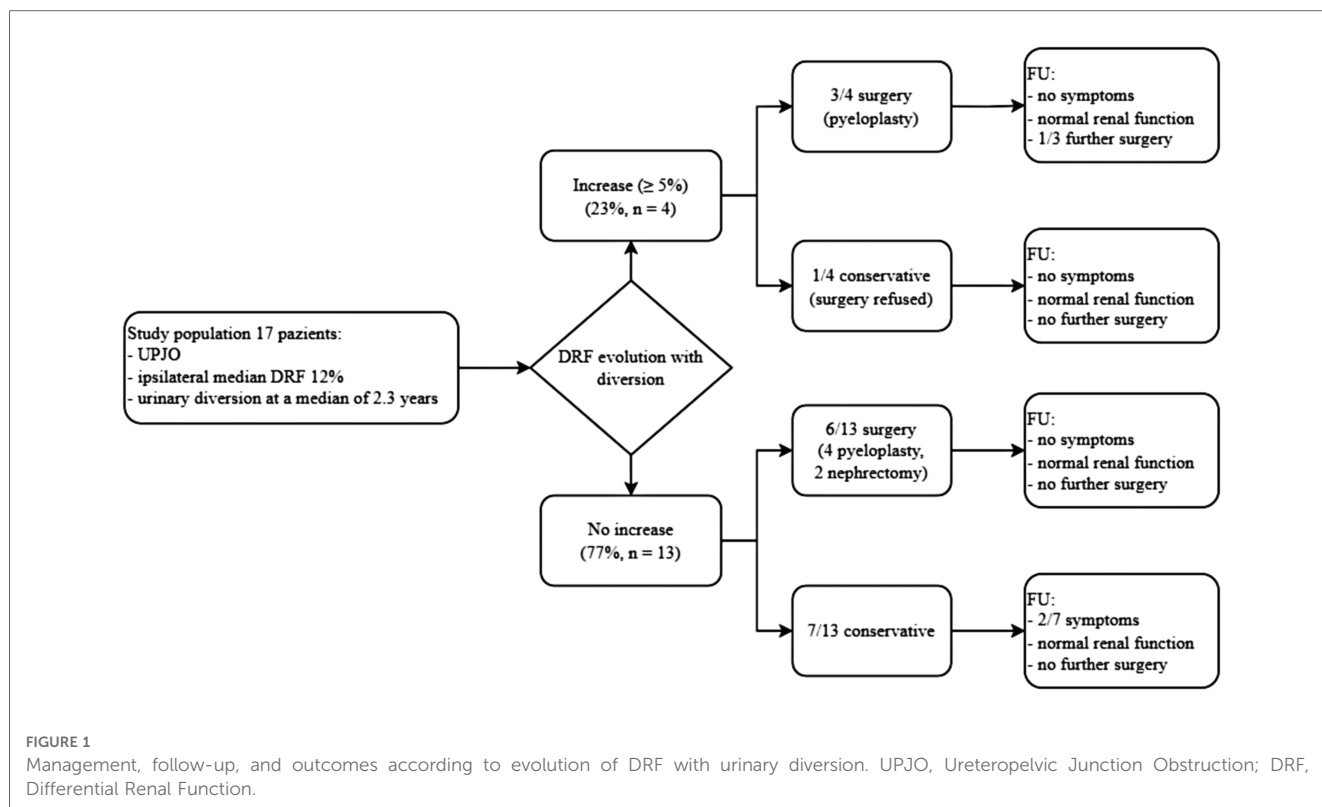 Study population 17 pazients:
- UPJO
- ipsilateral median DRF 12%
- urinary diversion at a median of 2.3 years
DRF evolution with
diversion
Increase (≥ 5%)
(23%, n = 4)
3/4 surgery
(pyeloplasty)
FU:
- no symptoms
- normal renal function
- 1/3 further surgery
1/4 conservative
(surgery refused)
FU:
- no symptoms
- normal renal function
- no further surgery
No increase
(77%, n = 13)
6/13 surgery
(4 pyeloplasty,
2 nephrectomy)
FU:
- no symptoms
- normal renal function
- no further surgery
7/13 conservative
FU:
- 2/7 symptoms
- normal renal function
- no further surgery
FIGURE 1
Management, follow-up, and outcomes according to evolution of DRF with urinary diversion. UPJO, Ureteropelvic Junction Obstruction; DRF,
Differential Renal Function.